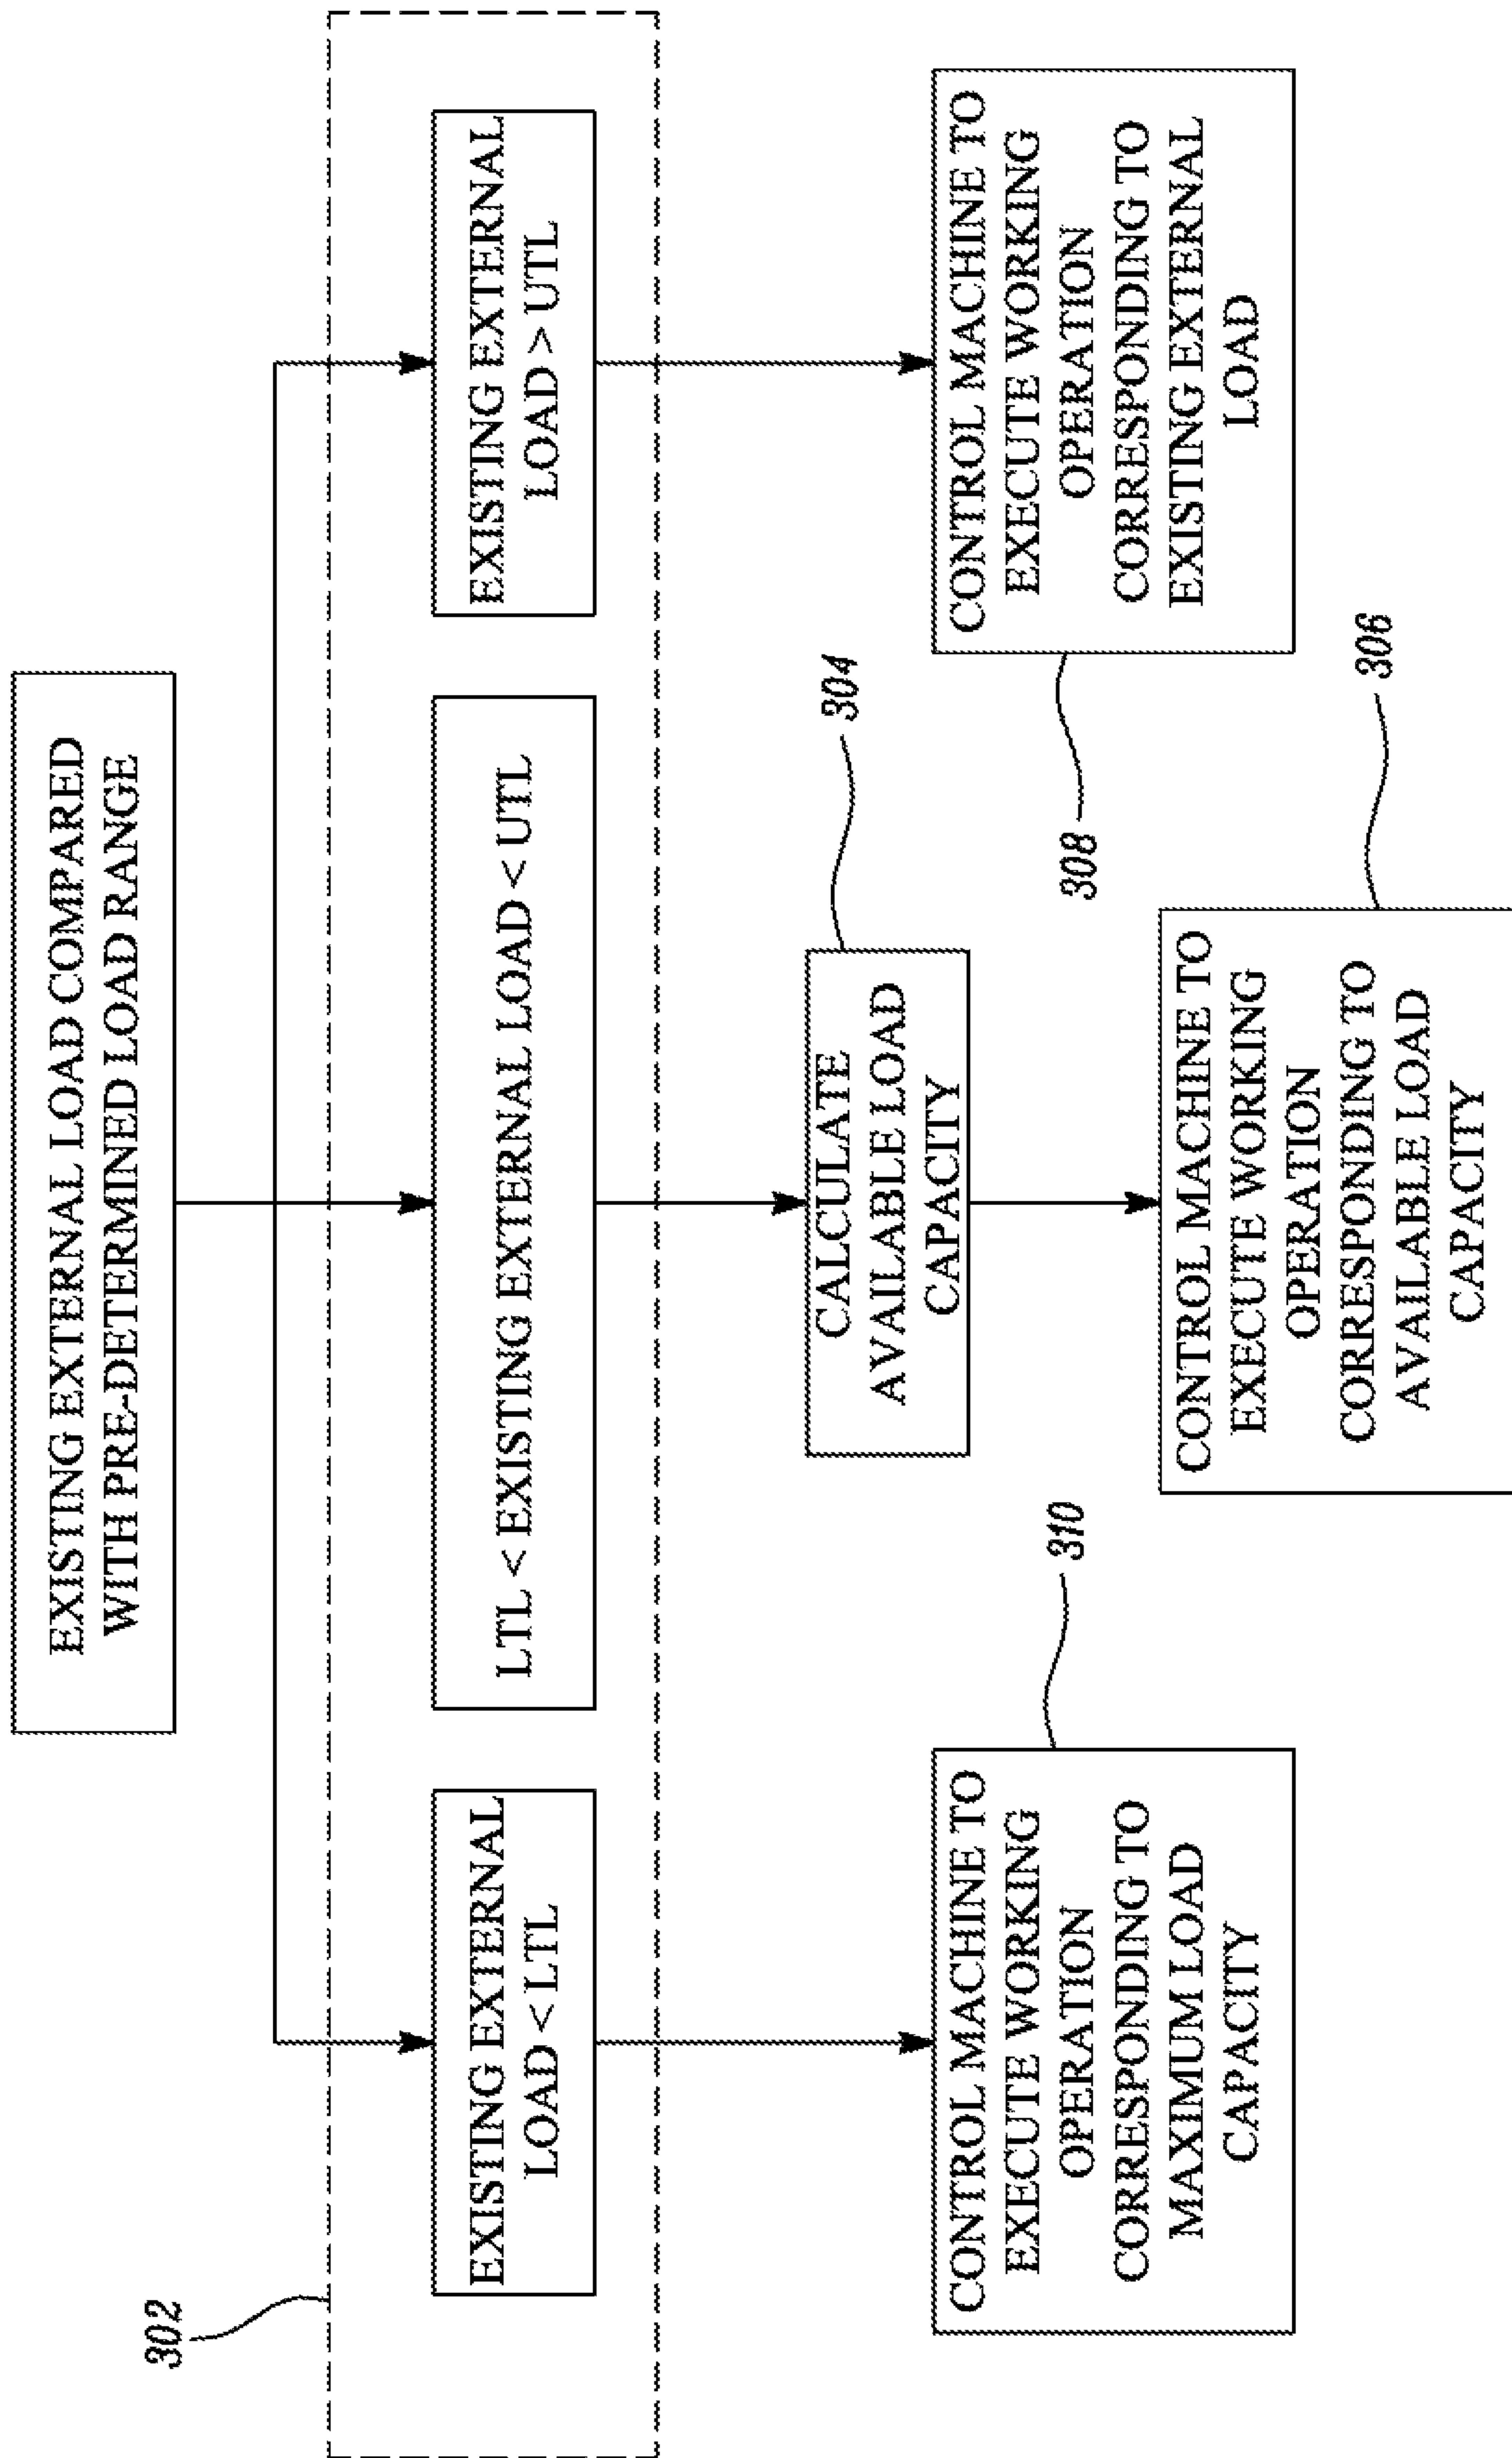 EXISTING EXTERNAL LOAD COMPARED
WITH PRE-DETERMINED LOAD RANGE
302
EXISTING EXTERNAL
LOAD < LTL
LTL < EXISTING EXTERNAL LOAD < UTL
EXISTING EXTERNAL
LOAD > UTL
310
CONTROL MACHINE TO
EXECUTE WORKING
OPERATION
CORRESPONDING TO
MAXIMUM LOAD
CAPACITY
304
CALCULATE
AVAILABLE LOAD
CAPACITY
306
CONTROL MACHINE TO
EXECUTE WORKING
OPERATION
CORRESPONDING TO
AVAILABLE LOAD
CAPACITY
308
CONTROL MACHINE TO
EXECUTE WORKING
OPERATION
CORRESPONDING TO
EXISTING EXTERNAL
LOAD